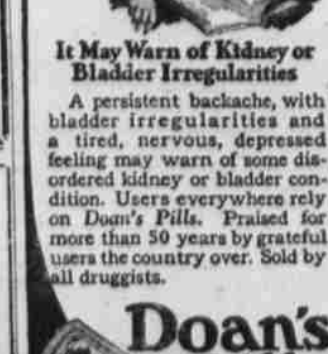 It May Warn of Kidney or
Bladder Irregularities
A persistent backache, with
bladder irregularities and
a tired, nervous, depressed
feeling may warn of some dis-
ordered kidney or bladder con-
dition. Users everywhere rely
on Doan's Pills. Praised for
more than 50 years by grateful
users the country over. Sold by
all druggists.
Doan's